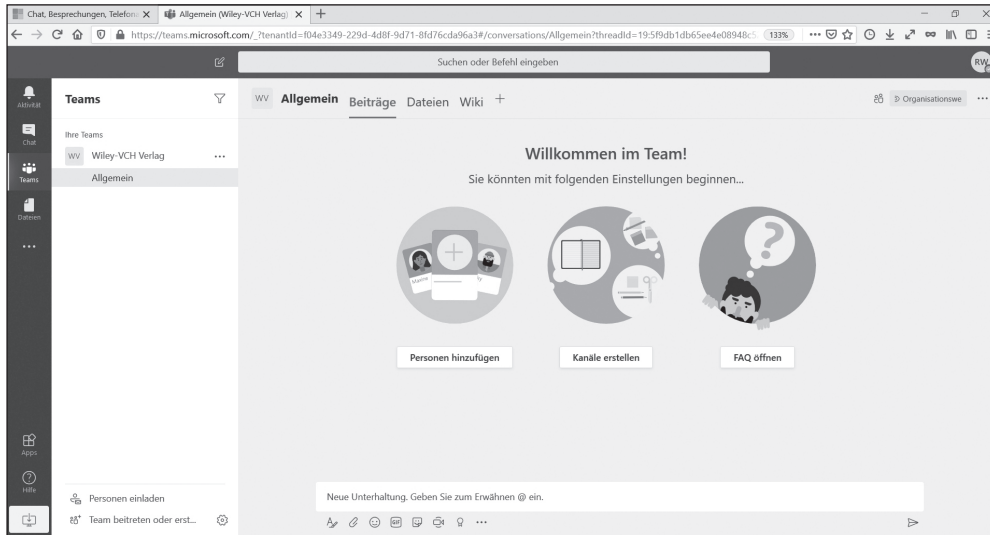 Chat, Besprechungen, Telefona
Allgemein (Wiley-VCH Verlag)
https://teams.microsoft.com/_?tenantId=f04e3349-229d-4d8f-9d71-8fd76cda96a3#/conversations/Allgemein?threadId=19:5f9db1db65ee4e08948c5
133%
Suchen oder Befehl eingeben
RW
Aktivität
Chat
Teams
Dateien
Apps
Hilfe
Teams
Ihre Teams
WV Wiley-VCH Verlag
Allgemein
Personen einladen
Team beitreten oder erst...
WV Allgemein Beiträge Dateien Wiki
Organisationswe
Willkommen im Team!
Sie könnten mit folgenden Einstellungen beginnen...
Personen hinzufügen
Kanäle erstellen
FAQ öffnen
Neue Unterhaltung. Geben Sie zum Erwähnen @ ein.
GIF